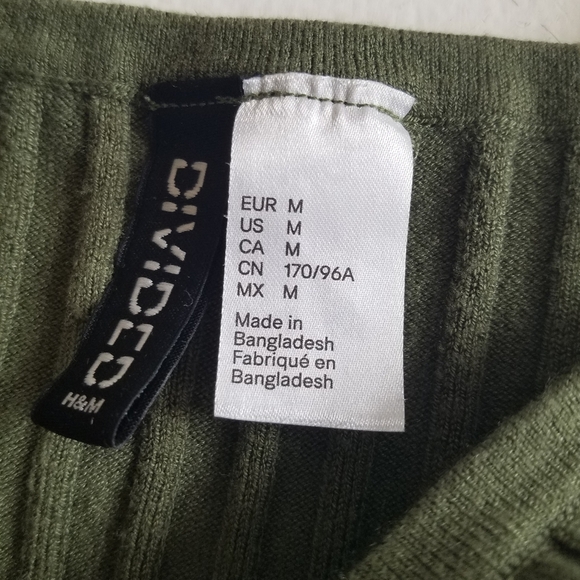 DIVIDED
H&M
EUR M
US M
CA M
CN 170/96A
MX M
Made in
Bangladesh
Fabriqué en
Bangladesh